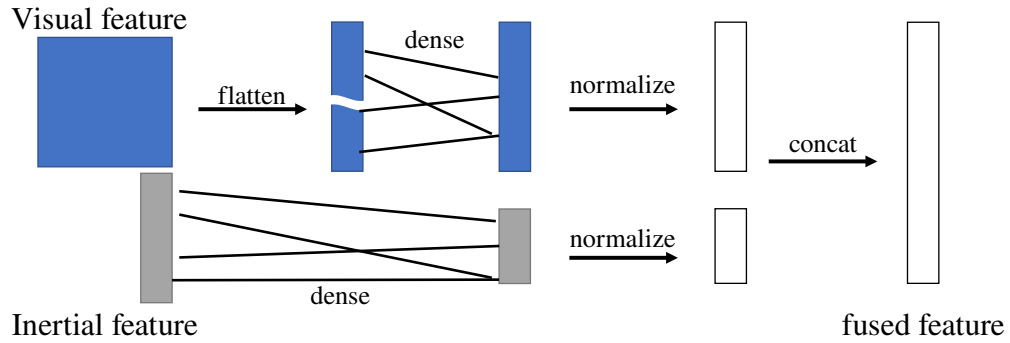 Visual feature
flatten
dense
normalize
concat
normalize
dense
Inertial feature
fused feature